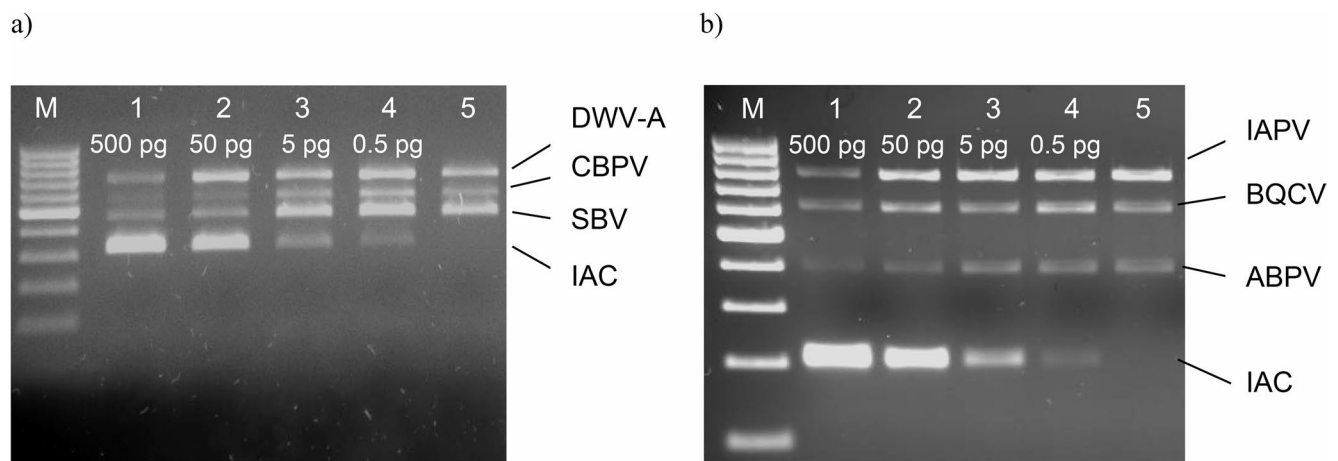 a)
M 1 2 3 4 5
500 pg 50 pg 5 pg 0.5 pg
DWV-A
CBPV
SBV
IAC
b)
M 1 2 3 4 5
500 pg 50 pg 5 pg 0.5 pg
IAPV
BQCV
ABPV
IAC